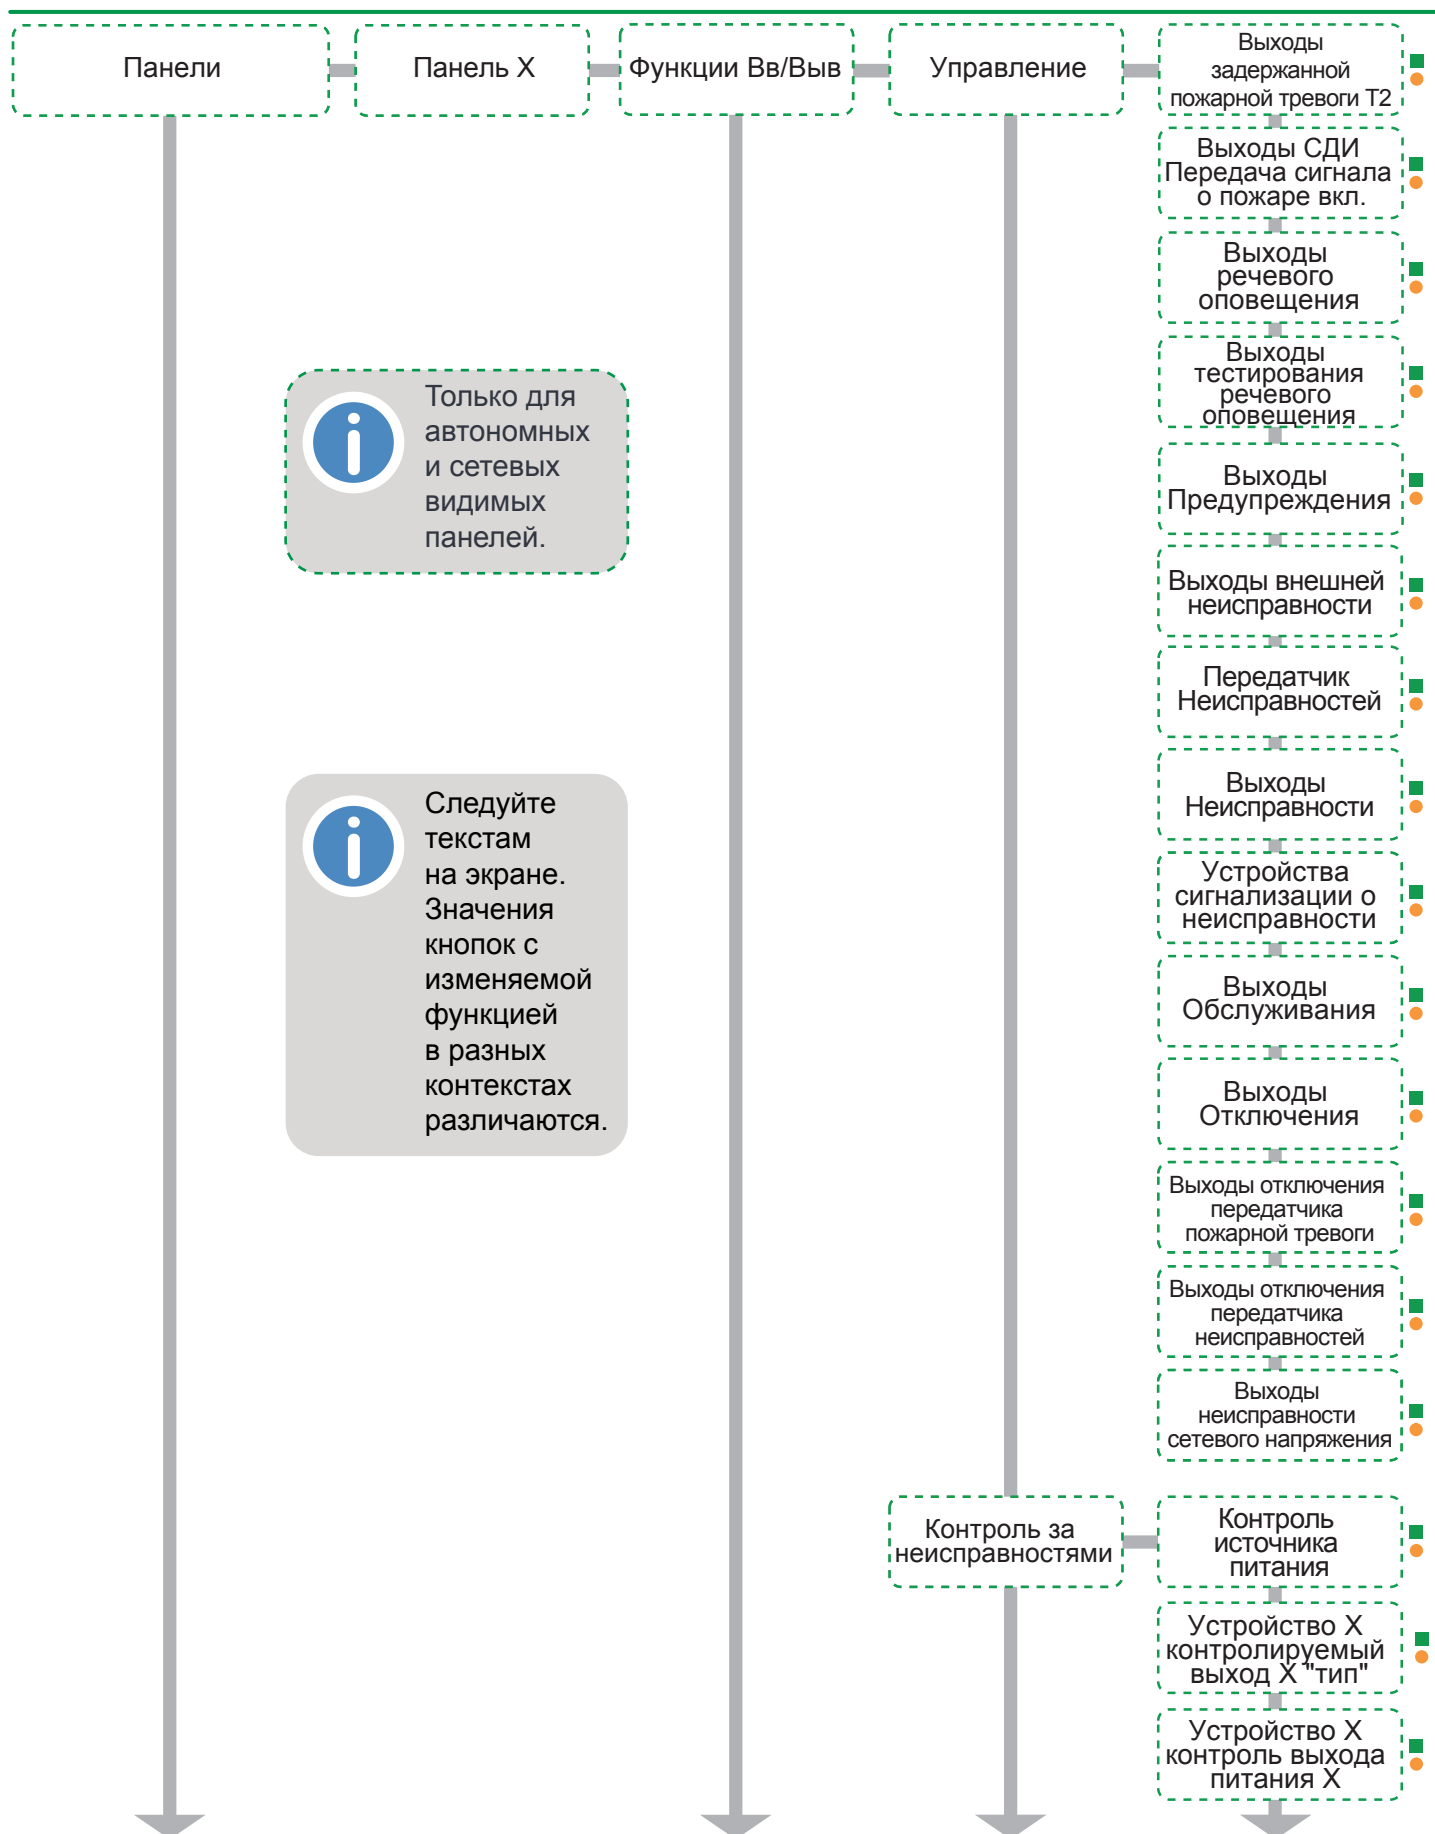 Панели
Панель X
Функции Вв/Выв
Управление
Выходы
задержанной
пожарной тревоги Т2
Выходы СДИ
Передача сигнала
о пожаре вкл.
Выходы
речевого
оповещения
Выходы
тестирования
речевого
оповещения
Только для
автономных
и сетевых
видимых
панелей.
Выходы
Предупреждения
Выходы внешней
неисправности
Передатчик
Неисправностей
Выходы
Неисправности
Следуйте
текстам
на экране.
Значения
кнопок с
изменяемой
функцией
в разных
контекстах
различаются.
Устройства
сигнализации о
неисправности
Выходы
Обслуживания
Выходы
Отключения
Выходы отключения
передатчика
пожарной тревоги
Выходы отключения
передатчика
неисправностей
Выходы
неисправности
сетевого напряжения
Контроль за
неисправностями
Контроль
источника
питания
Устройство X
контролируемый
выход X "тип"
Устройство X
контроль выхода
питания X